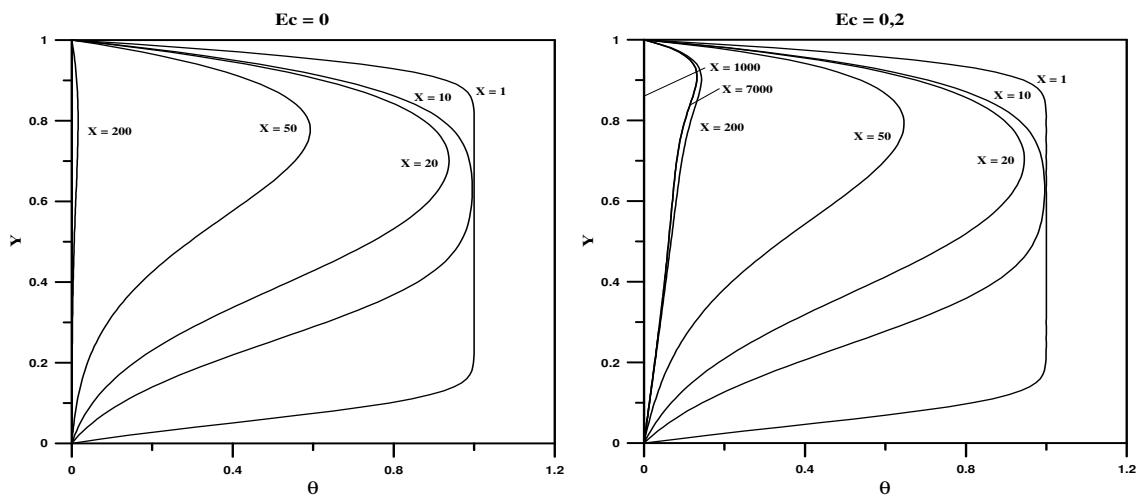 Ec = 0
1
0.8
0.6
0.4
0.2
0
Y
X = 1
X = 10
X = 200
X = 50
X = 20
0
0.4
0.8
1.2
θ
Ec = 0,2
1
0.8
0.6
0.4
0.2
0
Y
X = 1000
X = 1
X = 7000
X = 10
X = 200
X = 50
X = 20
0
0.4
0.8
1.2
θ